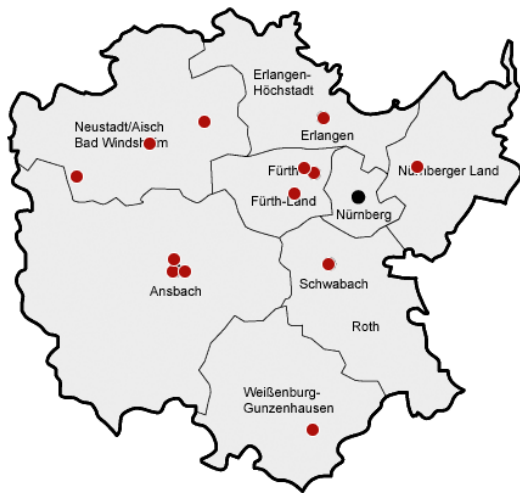 Erlangen-
Höchstadt
Neustadt/Aisch
Bad Windsheim
Erlangen
Fürth
Nürnberger Land
Fürth-Land
Nürnberg
Ansbach
Schwabach
Roth
Weißenburg-
Gunzenhausen